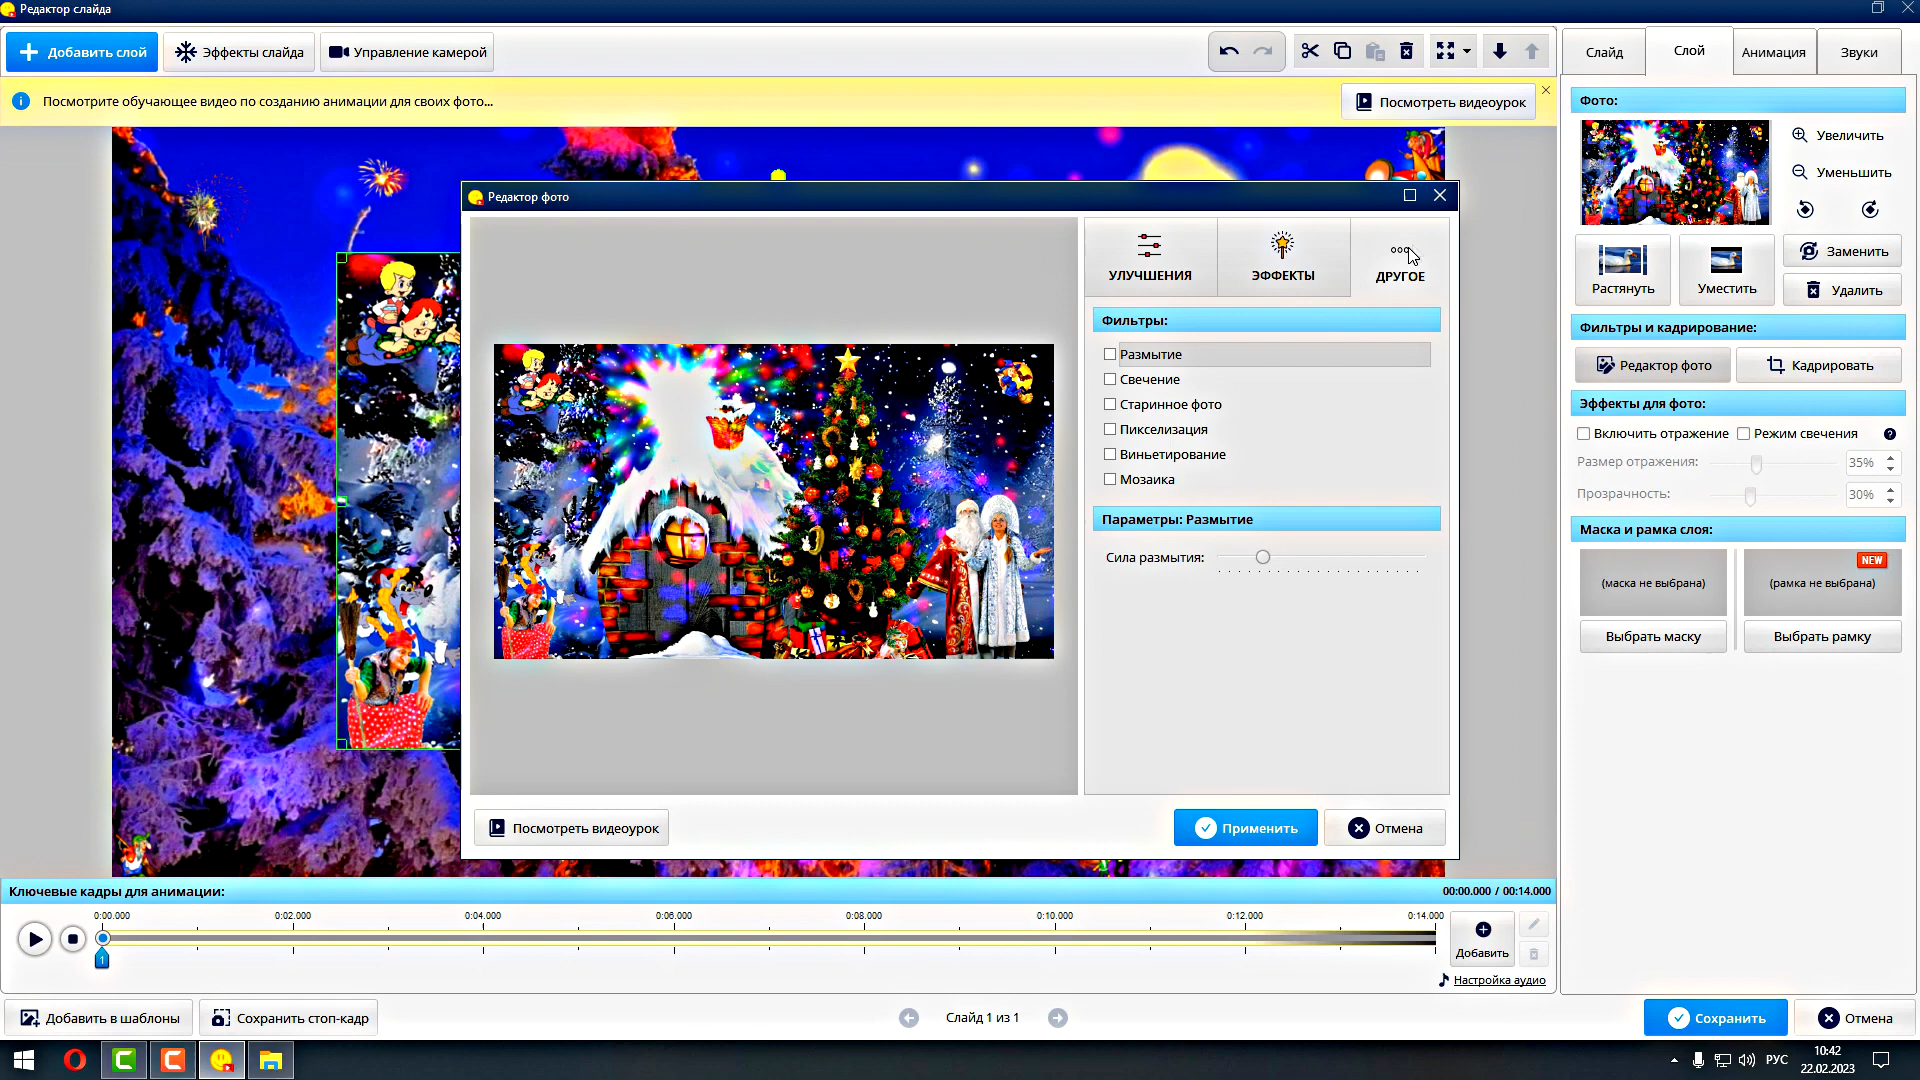 Редактор слайда
Добавить слой
Эффекты слайда
Управление камерой
Слайд
Слой
Анимация
Звуки
Посмотрите обучающее видео по созданию анимации для своих фото...
Посмотреть видеоурок
Фото:
Увеличить
Уменьшить
Растянуть
Уместить
Заменить
Удалить
Фильтры и кадрирование:
Редактор фото
Кадрировать
Эффекты для фото:
Включить отражение
Режим свечения
?
Размер отражения:
35%
Прозрачность:
30%
Маска и рамка слоя:
(маска не выбрана)
NEW
(рамка не выбрана)
Выбрать маску
Выбрать рамку
Редактор фото
УЛУЧШЕНИЯ
ЭФФЕКТЫ
ДРУГОЕ
Фильтры:
Размытие
Свечение
Старинное фото
Пикселизация
Виньетирование
Мозаика
Параметры: Размытие
Сила размытия:
Посмотреть видеоурок
Применить
Отмена
Ключевые кадры для анимации:
00:00.000 / 00:14.000
0:00.000
0:02.000
0:04.000
0:06.000
0:08.000
0:10.000
0:12.000
0:14.000
1
Добавить
Настройка аудио
Добавить в шаблоны
Сохранить стоп-кадр
Слайд 1 из 1
Сохранить
Отмена
РУС
10:42
22.02.2023